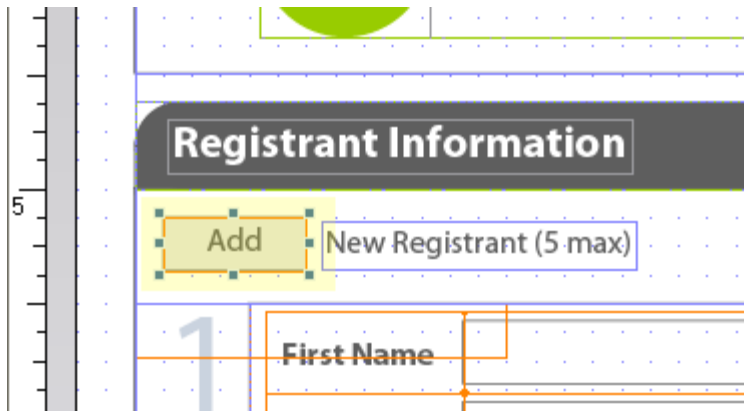 Registrant Information
5
Add New Registrant (5 max)
1
First Name